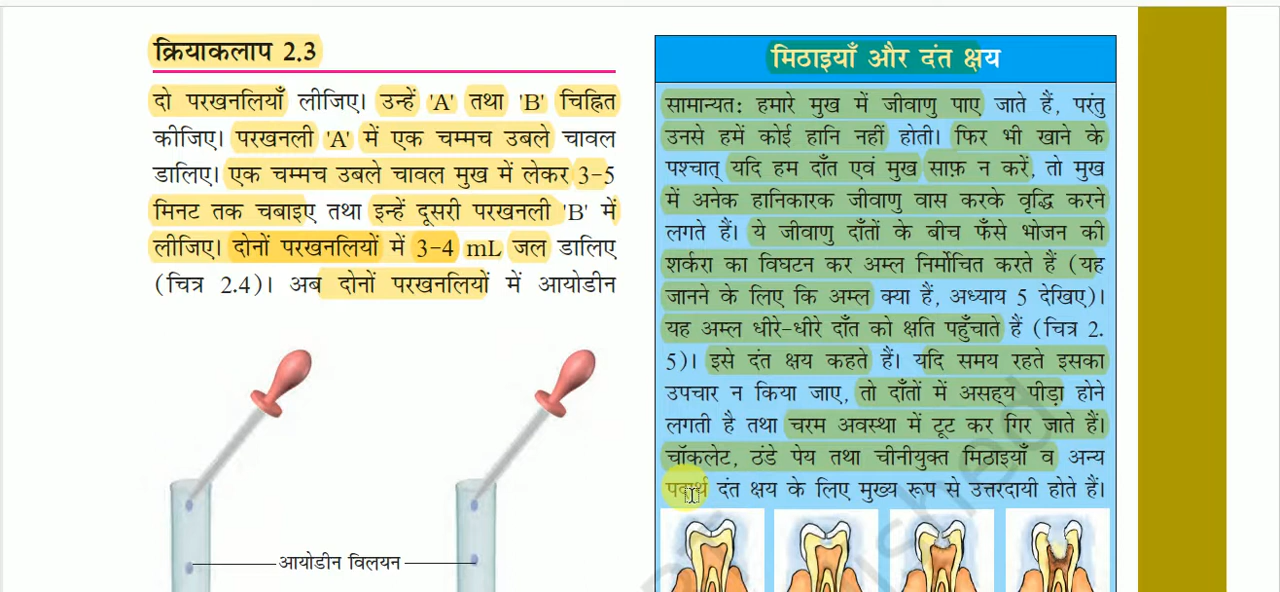 क्रियाकलाप 2.3
दो परखनलियाँ लीजिए। उन्हें 'A' तथा 'B' चिह्नित
कीजिए। परखनली 'A' में एक चम्मच उबले चावल
डालिए। एक चम्मच उबले चावल मुख में लेकर 3-5
मिनट तक चबाइए तथा इन्हें दूसरी परखनली 'B' में
लीजिए। दोनों परखनलियों में 3-4 mL जल डालिए
(चित्र 2.4)। अब दोनों परखनलियों में आयोडीन
आयोडीन विलयन
मिठाइयाँ और दंत क्षय
सामान्यत: हमारे मुख में जीवाणु पाए जाते हैं, परंतु
उनसे हमें कोई हानि नहीं होती। फिर भी खाने के
पश्चात् यदि हम दाँत एवं मुख साफ़ न करें, तो मुख
में अनेक हानिकारक जीवाणु वास करके वृद्धि करने
लगते हैं। ये जीवाणु दाँतों के बीच फँसे भोजन की
शर्करा का विघटन कर अम्ल निर्मोचित करते हैं (यह
जानने के लिए कि अम्ल क्या हैं, अध्याय 5 देखिए)।
यह अम्ल धीरे-धीरे दाँत को क्षति पहुँचाते हैं (चित्र 2.
5)। इसे दंत क्षय कहते हैं। यदि समय रहते इसका
उपचार न किया जाए, तो दाँतों में असह्य पीड़ा होने
लगती है तथा चरम अवस्था में टूट कर गिर जाते हैं।
चॉकलेट, ठंडे पेय तथा चीनीयुक्त मिठाइयाँ व अन्य
पदार्थ दंत क्षय के लिए मुख्य रूप से उत्तरदायी होते हैं।